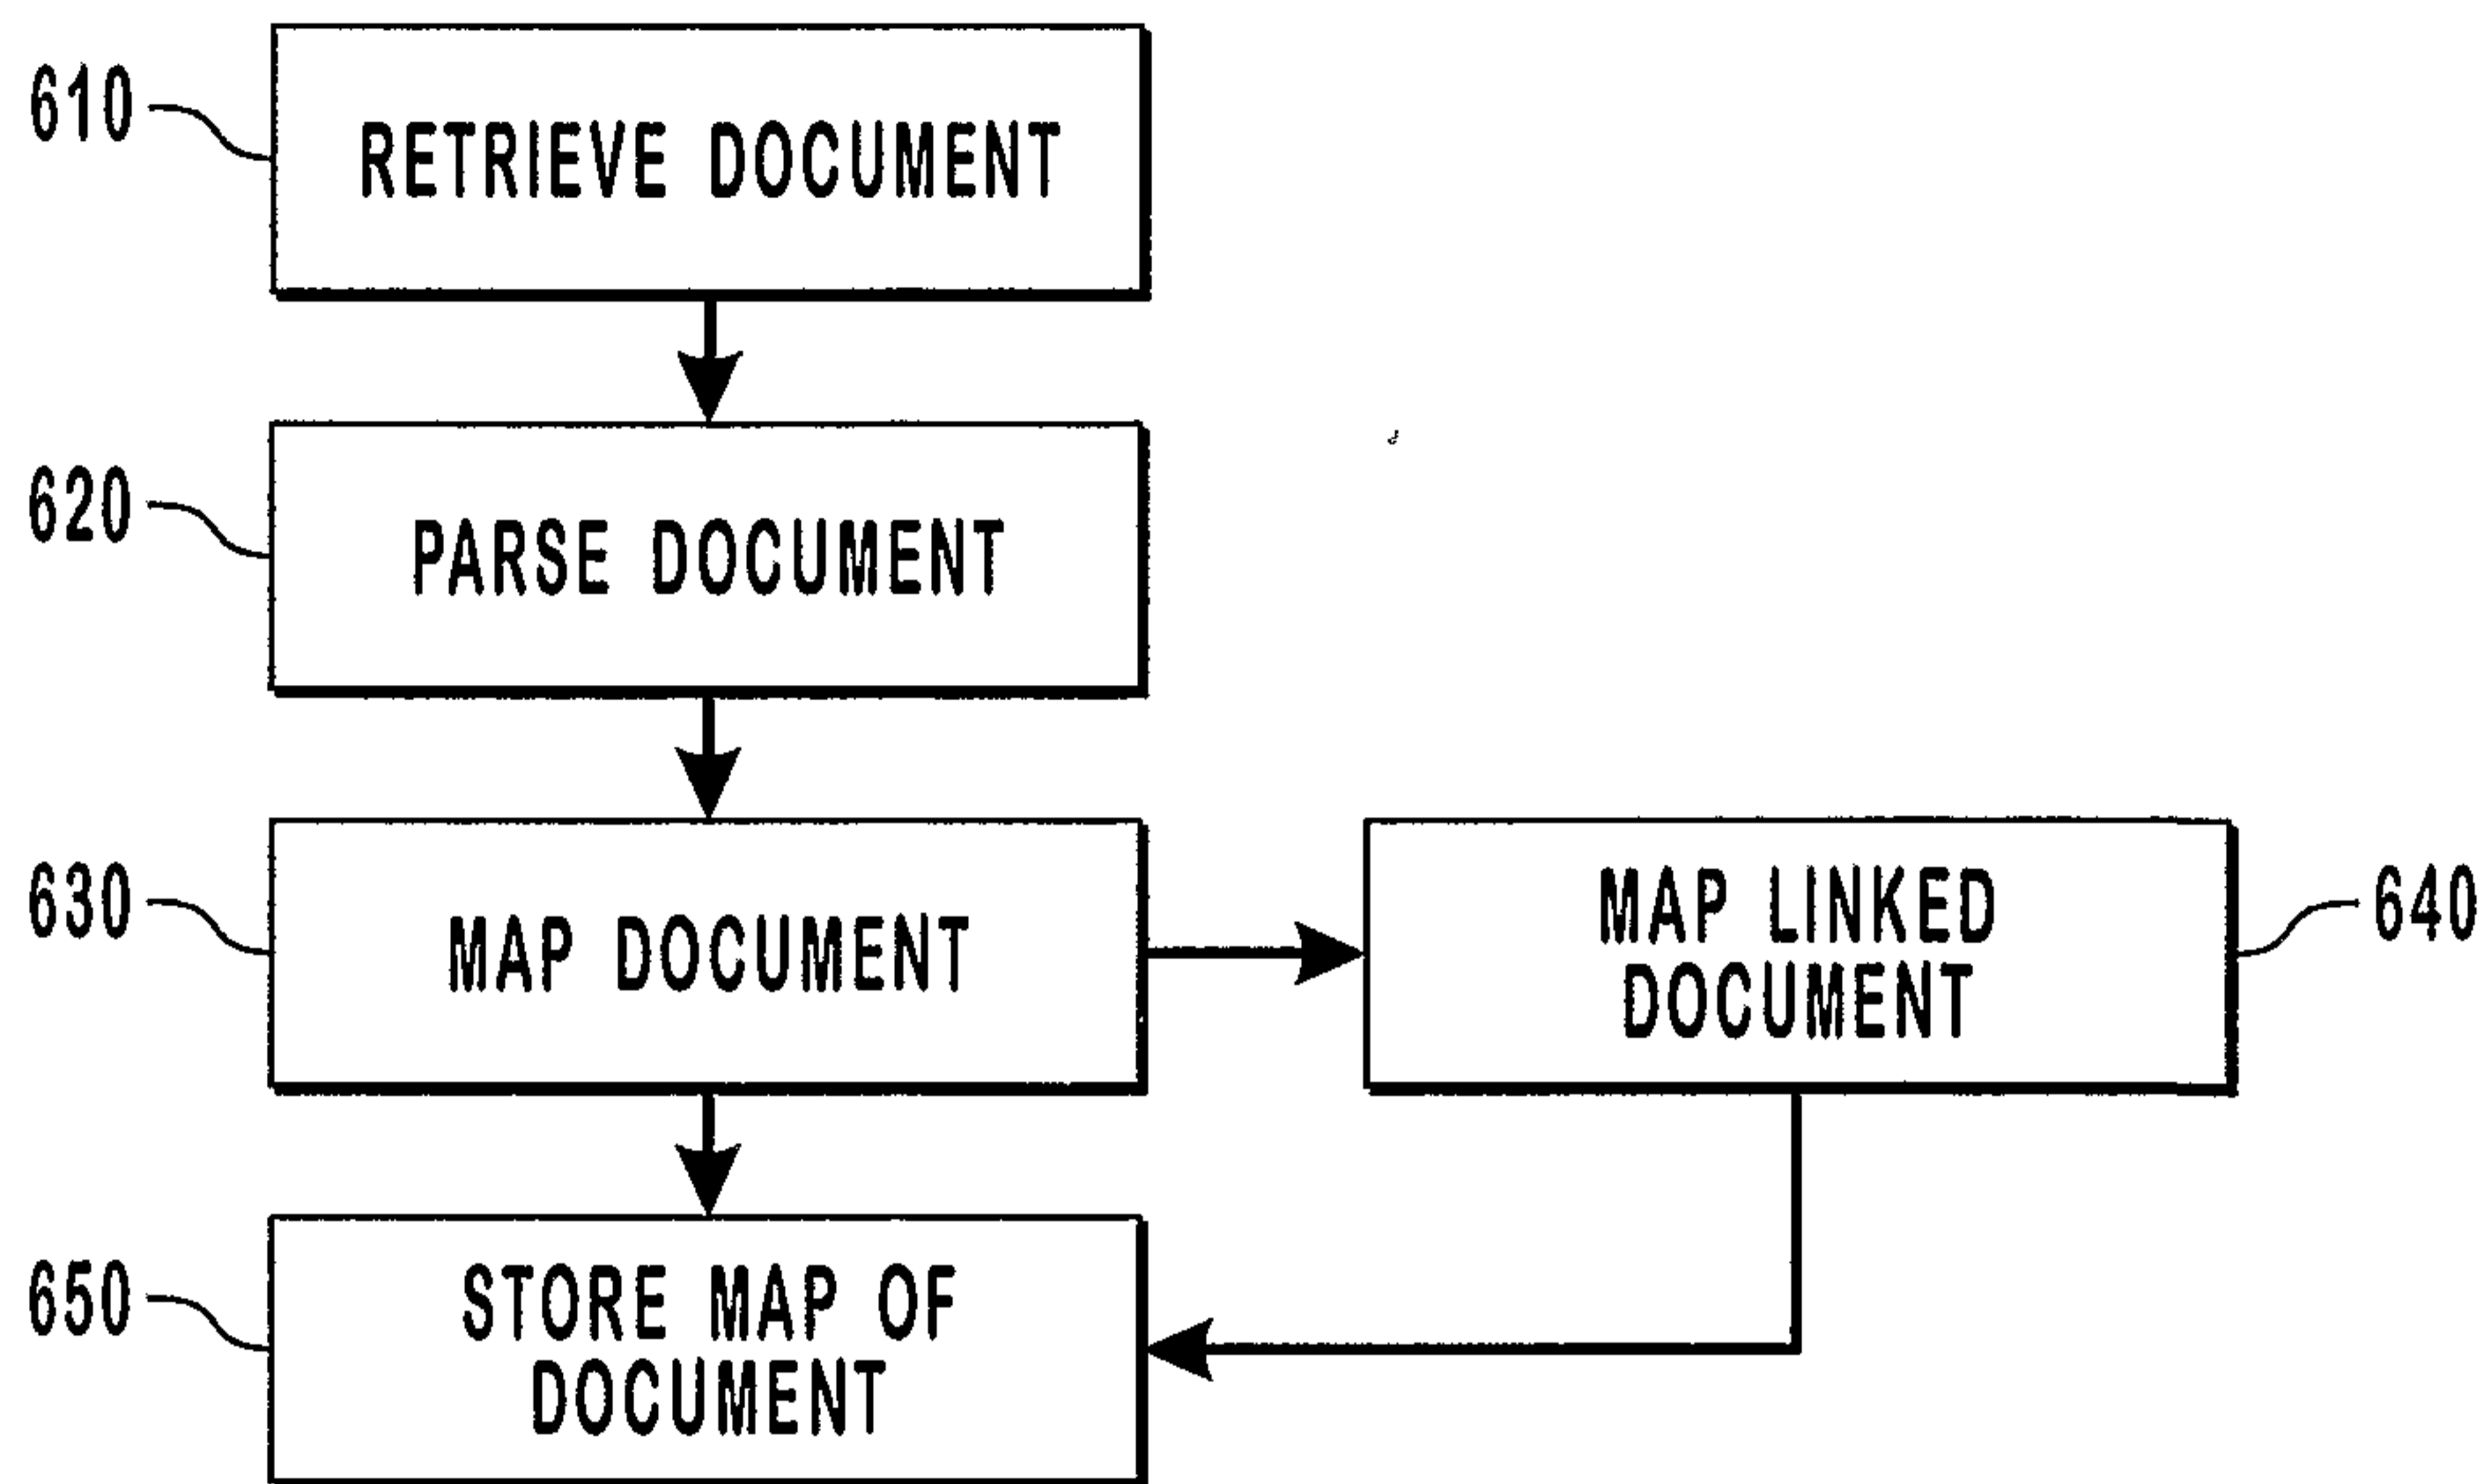 610
RETRIEVE DOCUMENT
620
PARSE DOCUMENT
630
MAP DOCUMENT
MAP LINKED
DOCUMENT
640
650
STORE MAP OF
DOCUMENT